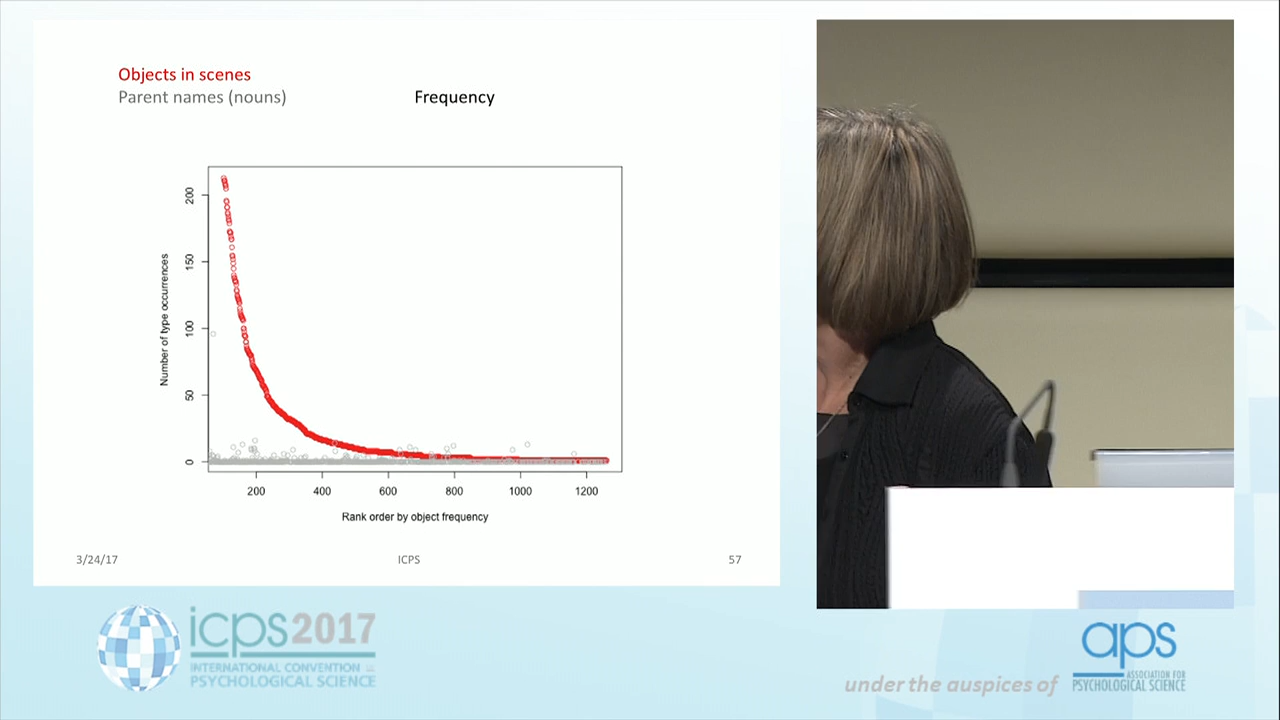 Objects in scenes
Parent names (nouns)
Frequency
Number of type occurrences
200
150
100
50
0
200
400
600
800
1000
1200
Rank order by object frequency
3/24/17
ICPS
57
icps2017
INTERNATIONAL CONVENTION OF
PSYCHOLOGICAL SCIENCE
under the auspices of
aps
ASSOCIATION FOR
PSYCHOLOGICAL SCIENCE